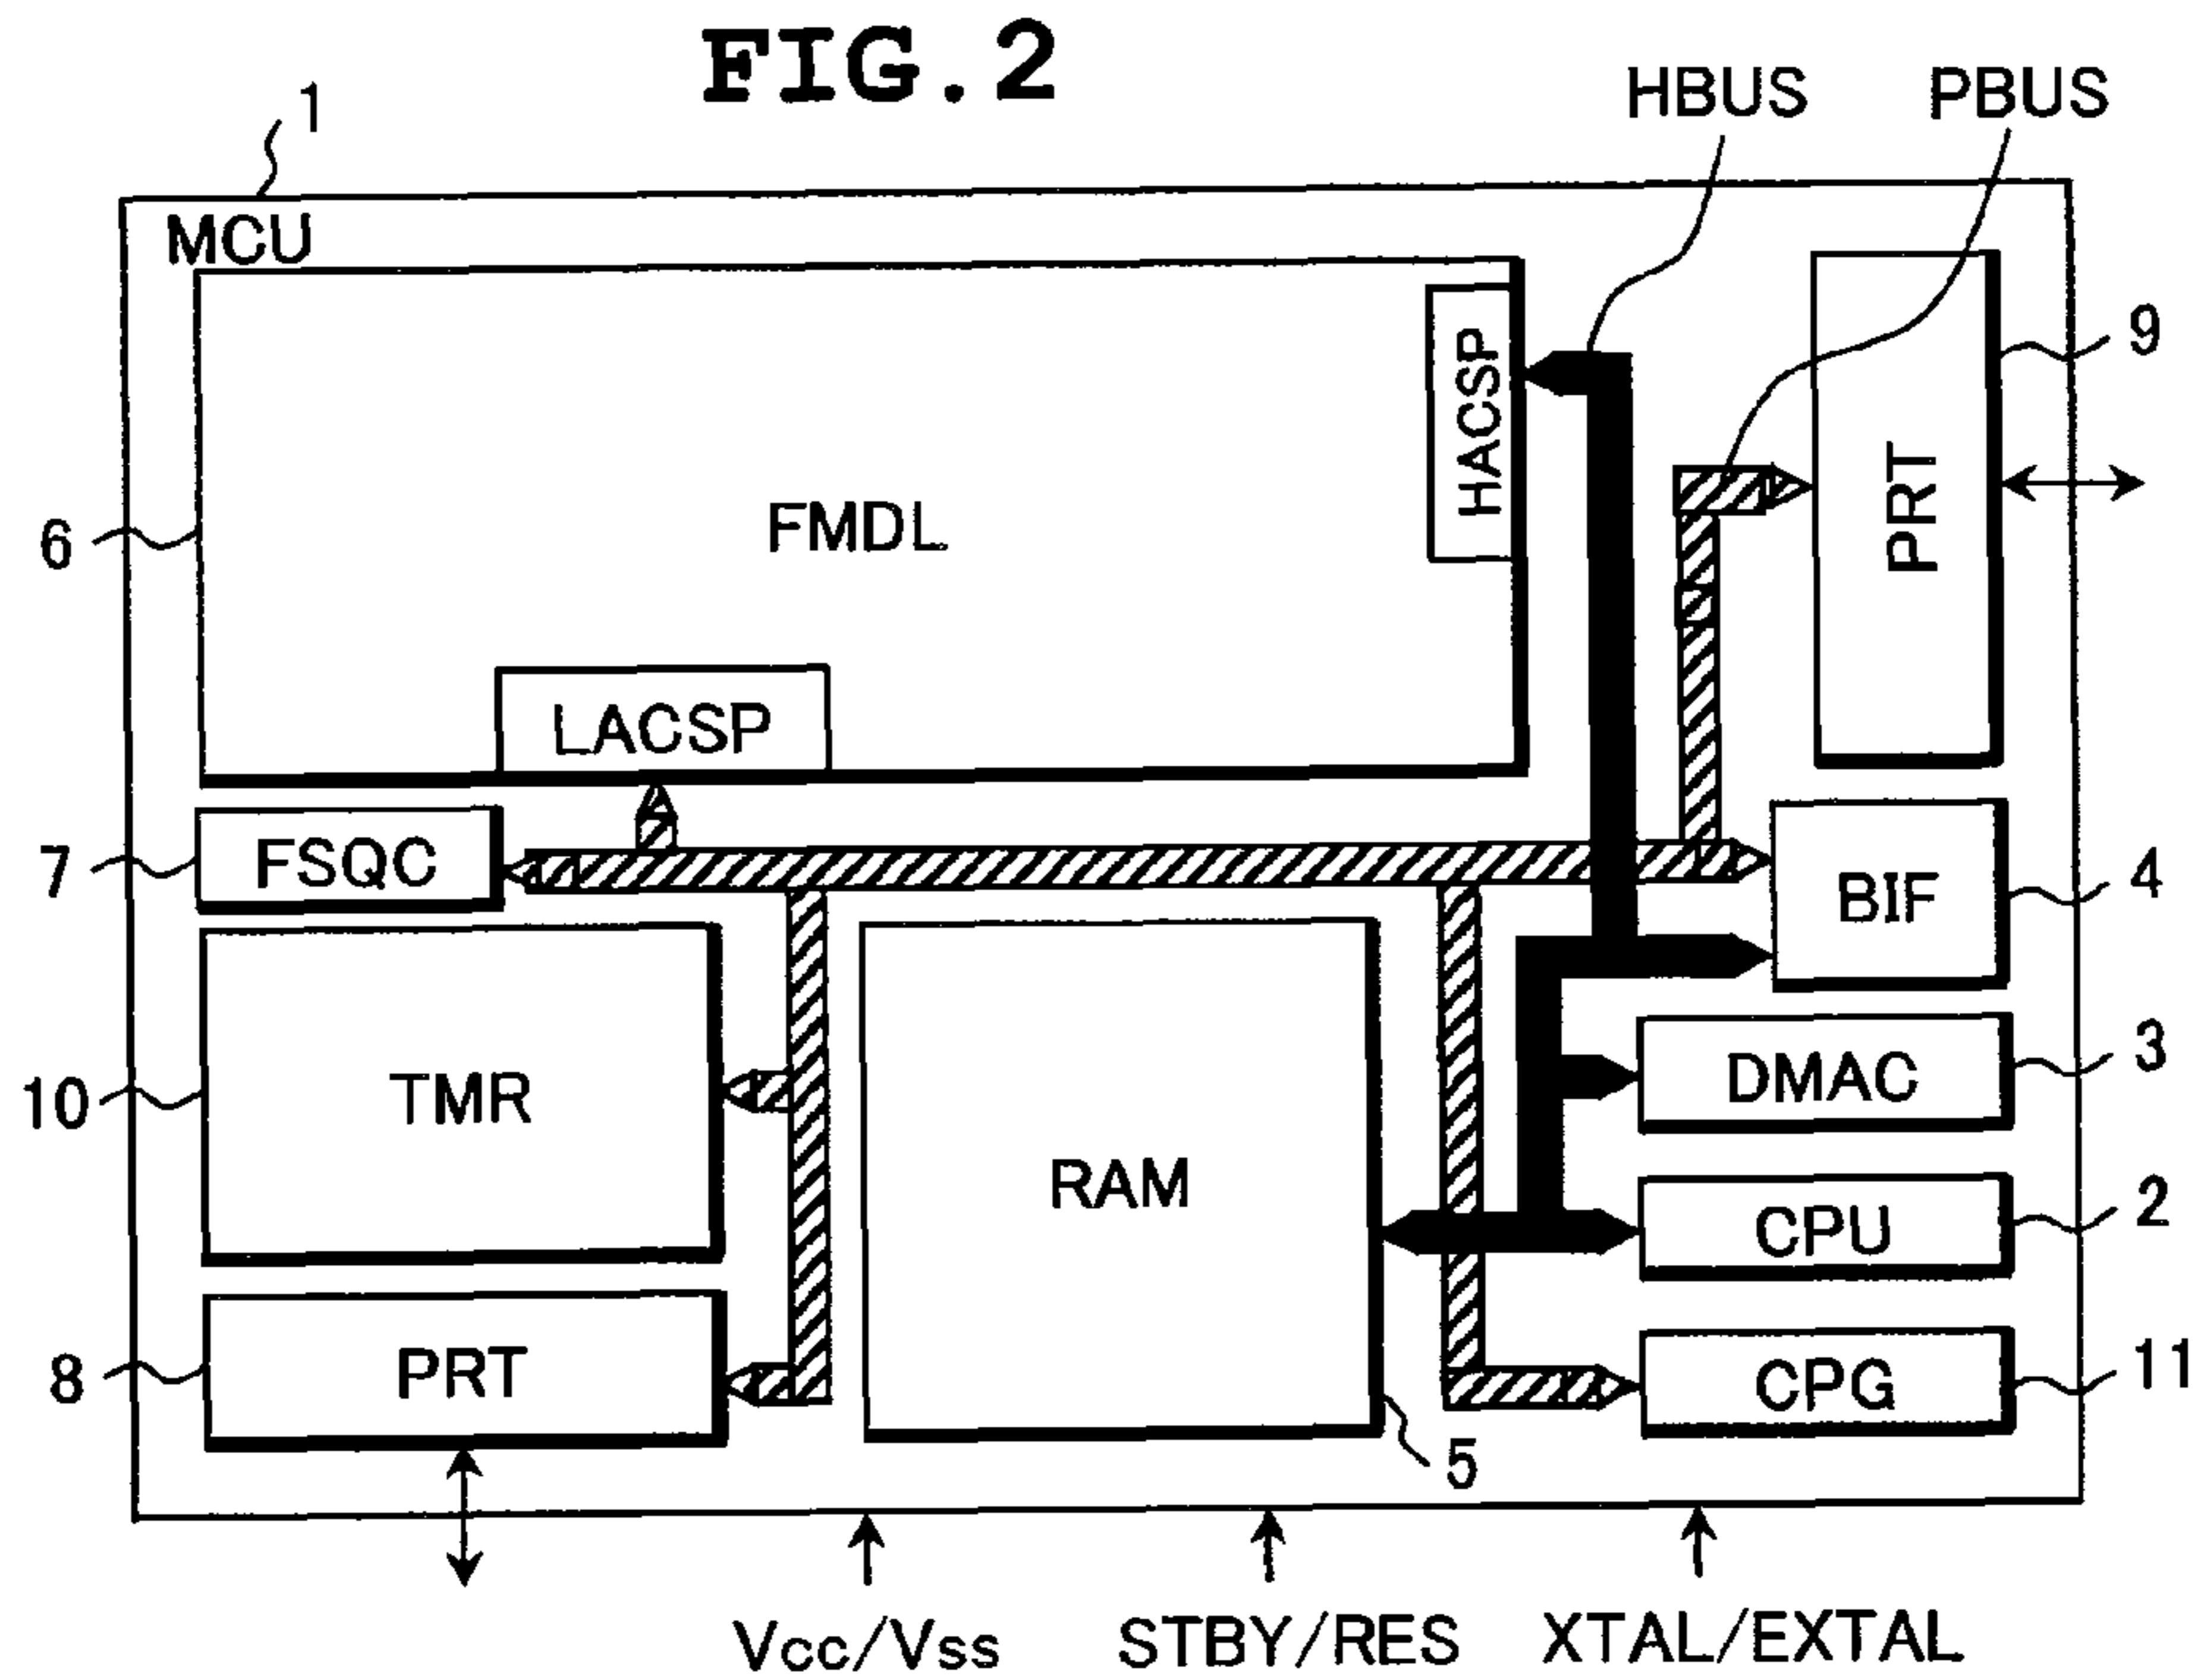 FIG.2
HBUS PBUS
1
MCU
9
HACSP
PRT
FMDL
6
LACSP
FSQC
7
BIF
4
DMAC
3
TMR
10
RAM
CPU
2
PRT
8
CPG
11
5
Vcc/Vss STBY/RES XTAL/EXTAL